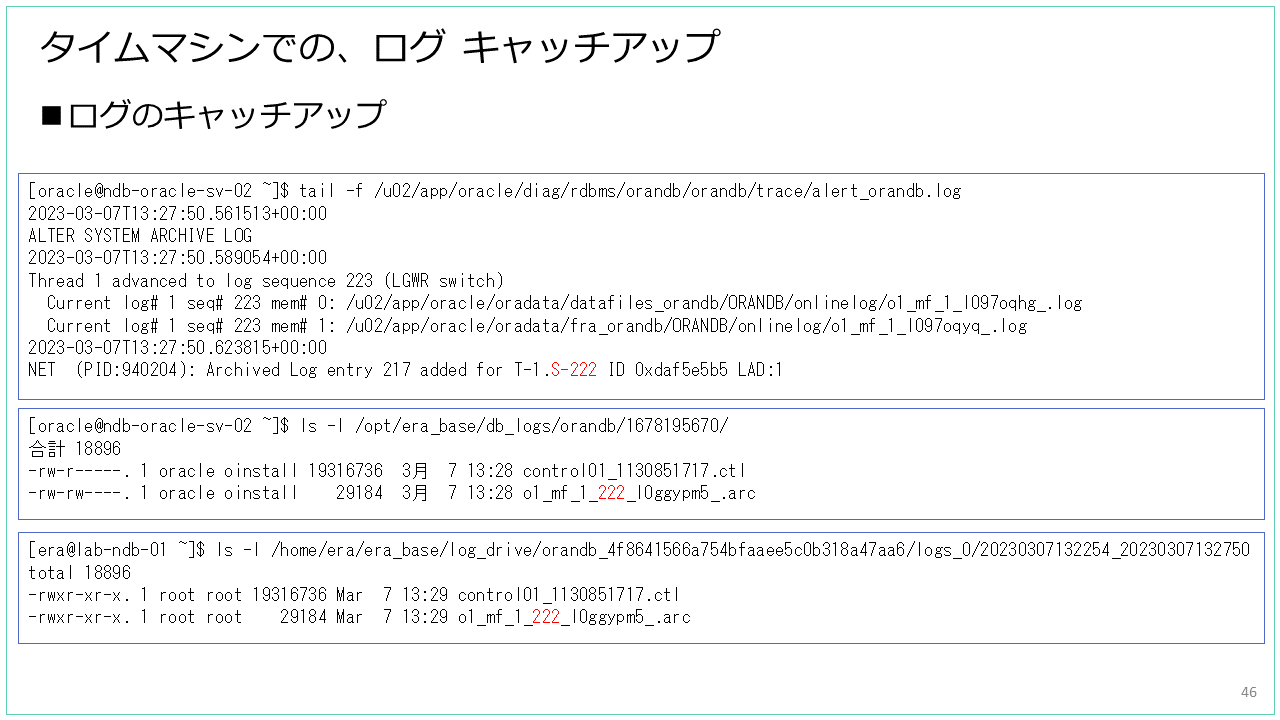 タイムマシンでの、ログ キャッチアップ
■ログのキャッチアップ
[oracle@ndb-oracle-sv-02 ~]$ tail -f /u02/app/oracle/diag/rdbms/orandb/orandb/trace/alert_orandb.log
2023-03-07T13:27:50.561513+00:00
ALTER SYSTEM ARCHIVE LOG
2023-03-07T13:27:50.589054+00:00
Thread 1 advanced to log sequence 223 (LGWR switch)
  Current log# 1 seq# 223 mem# 0: /u02/app/oracle/oradata/datafiles_orandb/ORANDB/onlinelog/o1_mf_1_l097oqhg_.log
  Current log# 1 seq# 223 mem# 1: /u02/app/oracle/oradata/fra_orandb/ORANDB/onlinelog/o1_mf_1_l097oqyq_.log
2023-03-07T13:27:50.623815+00:00
NET  (PID:940204): Archived Log entry 217 added for T-1.S-222 ID 0xdaf5e5b5 LAD:1
[oracle@ndb-oracle-sv-02 ~]$ ls -l /opt/era_base/db_logs/orandb/1678195670/
合計 18896
-rw-r-----. 1 oracle oinstall 19316736  3月  7 13:28 control01_1130851717.ctl
-rw-rw----. 1 oracle oinstall    29184  3月  7 13:28 o1_mf_1_222_l0ggypm5_.arc
[era@lab-ndb-01 ~]$ ls -l /home/era/era_base/log_drive/orandb_4f8641566a754bfaaee5c0b318a47aa6/logs_0/20230307132254_20230307132750
total 18896
-rwxr-xr-x. 1 root root 19316736 Mar  7 13:29 control01_1130851717.ctl
-rwxr-xr-x. 1 root root    29184 Mar  7 13:29 o1_mf_1_222_l0ggypm5_.arc
46